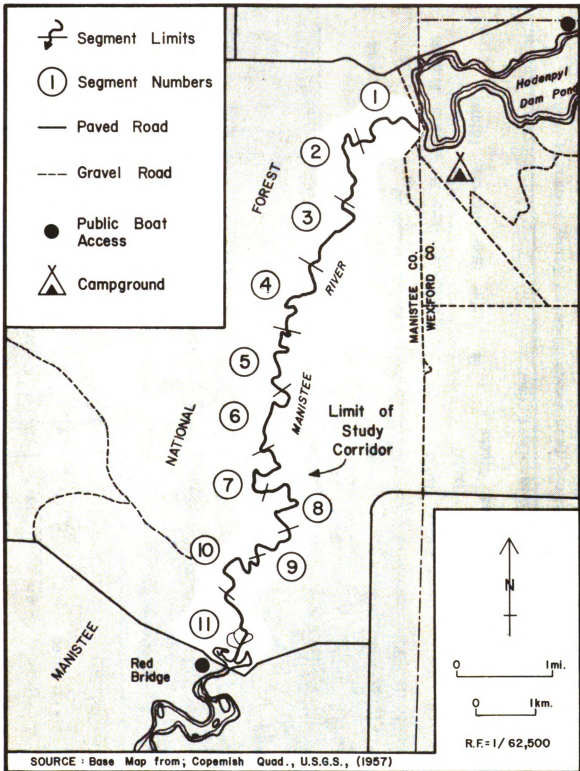 Segment Limits
1 Segment Numbers
Paved Road
Gravel Road
Public Boat
Access
Campground
Hodenpyl
Dam Pond
1
2
3
4
5
6
7
8
9
10
11
FOREST
NATIONAL
MANISTEE
RIVER
MANISTEE
MANISTEE CO.
WEXFORD CO.
Limit of
Study
Corridor
Red
Bridge
N
0 1mi.
0 1km.
R.F.= 1/ 62,500
SOURCE : Base Map from; Copemish Quad., U.S.G.S., (1957)